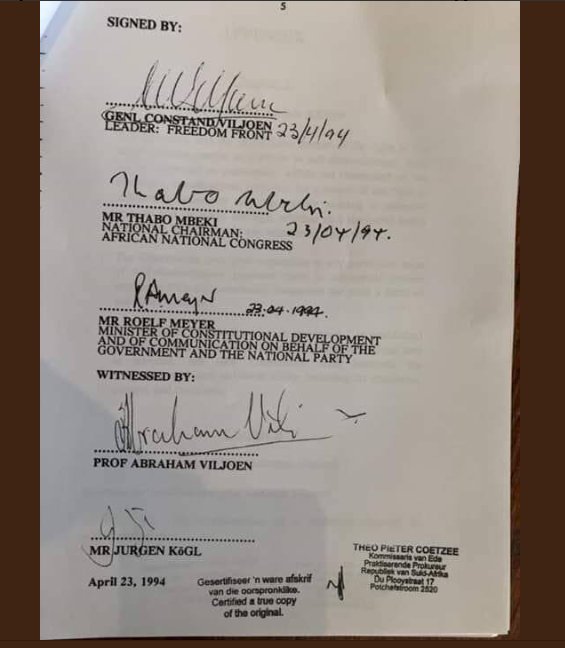 5
SIGNED BY:
GENL CONSTAND VILJOEN 23/4/94
LEADER: FREEDOM FRONT
Thabo Mbeki.
MR THABO MBEKI
NATIONAL CHAIRMAN: 23/04/94.
AFRICAN NATIONAL CONGRESS
23-04-1994.
MR ROELF MEYER
MINISTER OF CONSTITUTIONAL DEVELOPMENT
AND OF COMMUNICATION ON BEHALF OF THE
GOVERNMENT AND THE NATIONAL PARTY
WITNESSED BY:
Abraham Vilj
PROF ABRAHAM VILJOEN
MR JURGEN KöGL
April 23, 1994
Gesertifiseer 'n ware afskrif
van die oorspronklike.
Certified a true copy
of the original.
THEO PIETER COETZEE
Kommissaris van Ede
Praktiserende Prokureur
Republiek van Suid-Afrika
Du Plooystraat 17
Potchefstroom 2520